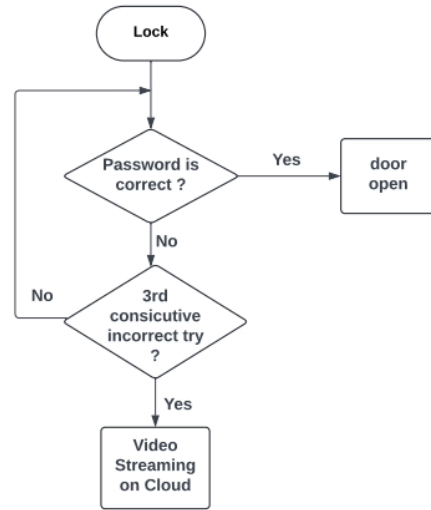 Lock
Password is
correct ?
Yes
door
open
No
No
3rd
consicutive
incorrect try
?
Yes
Video
Streaming
on Cloud